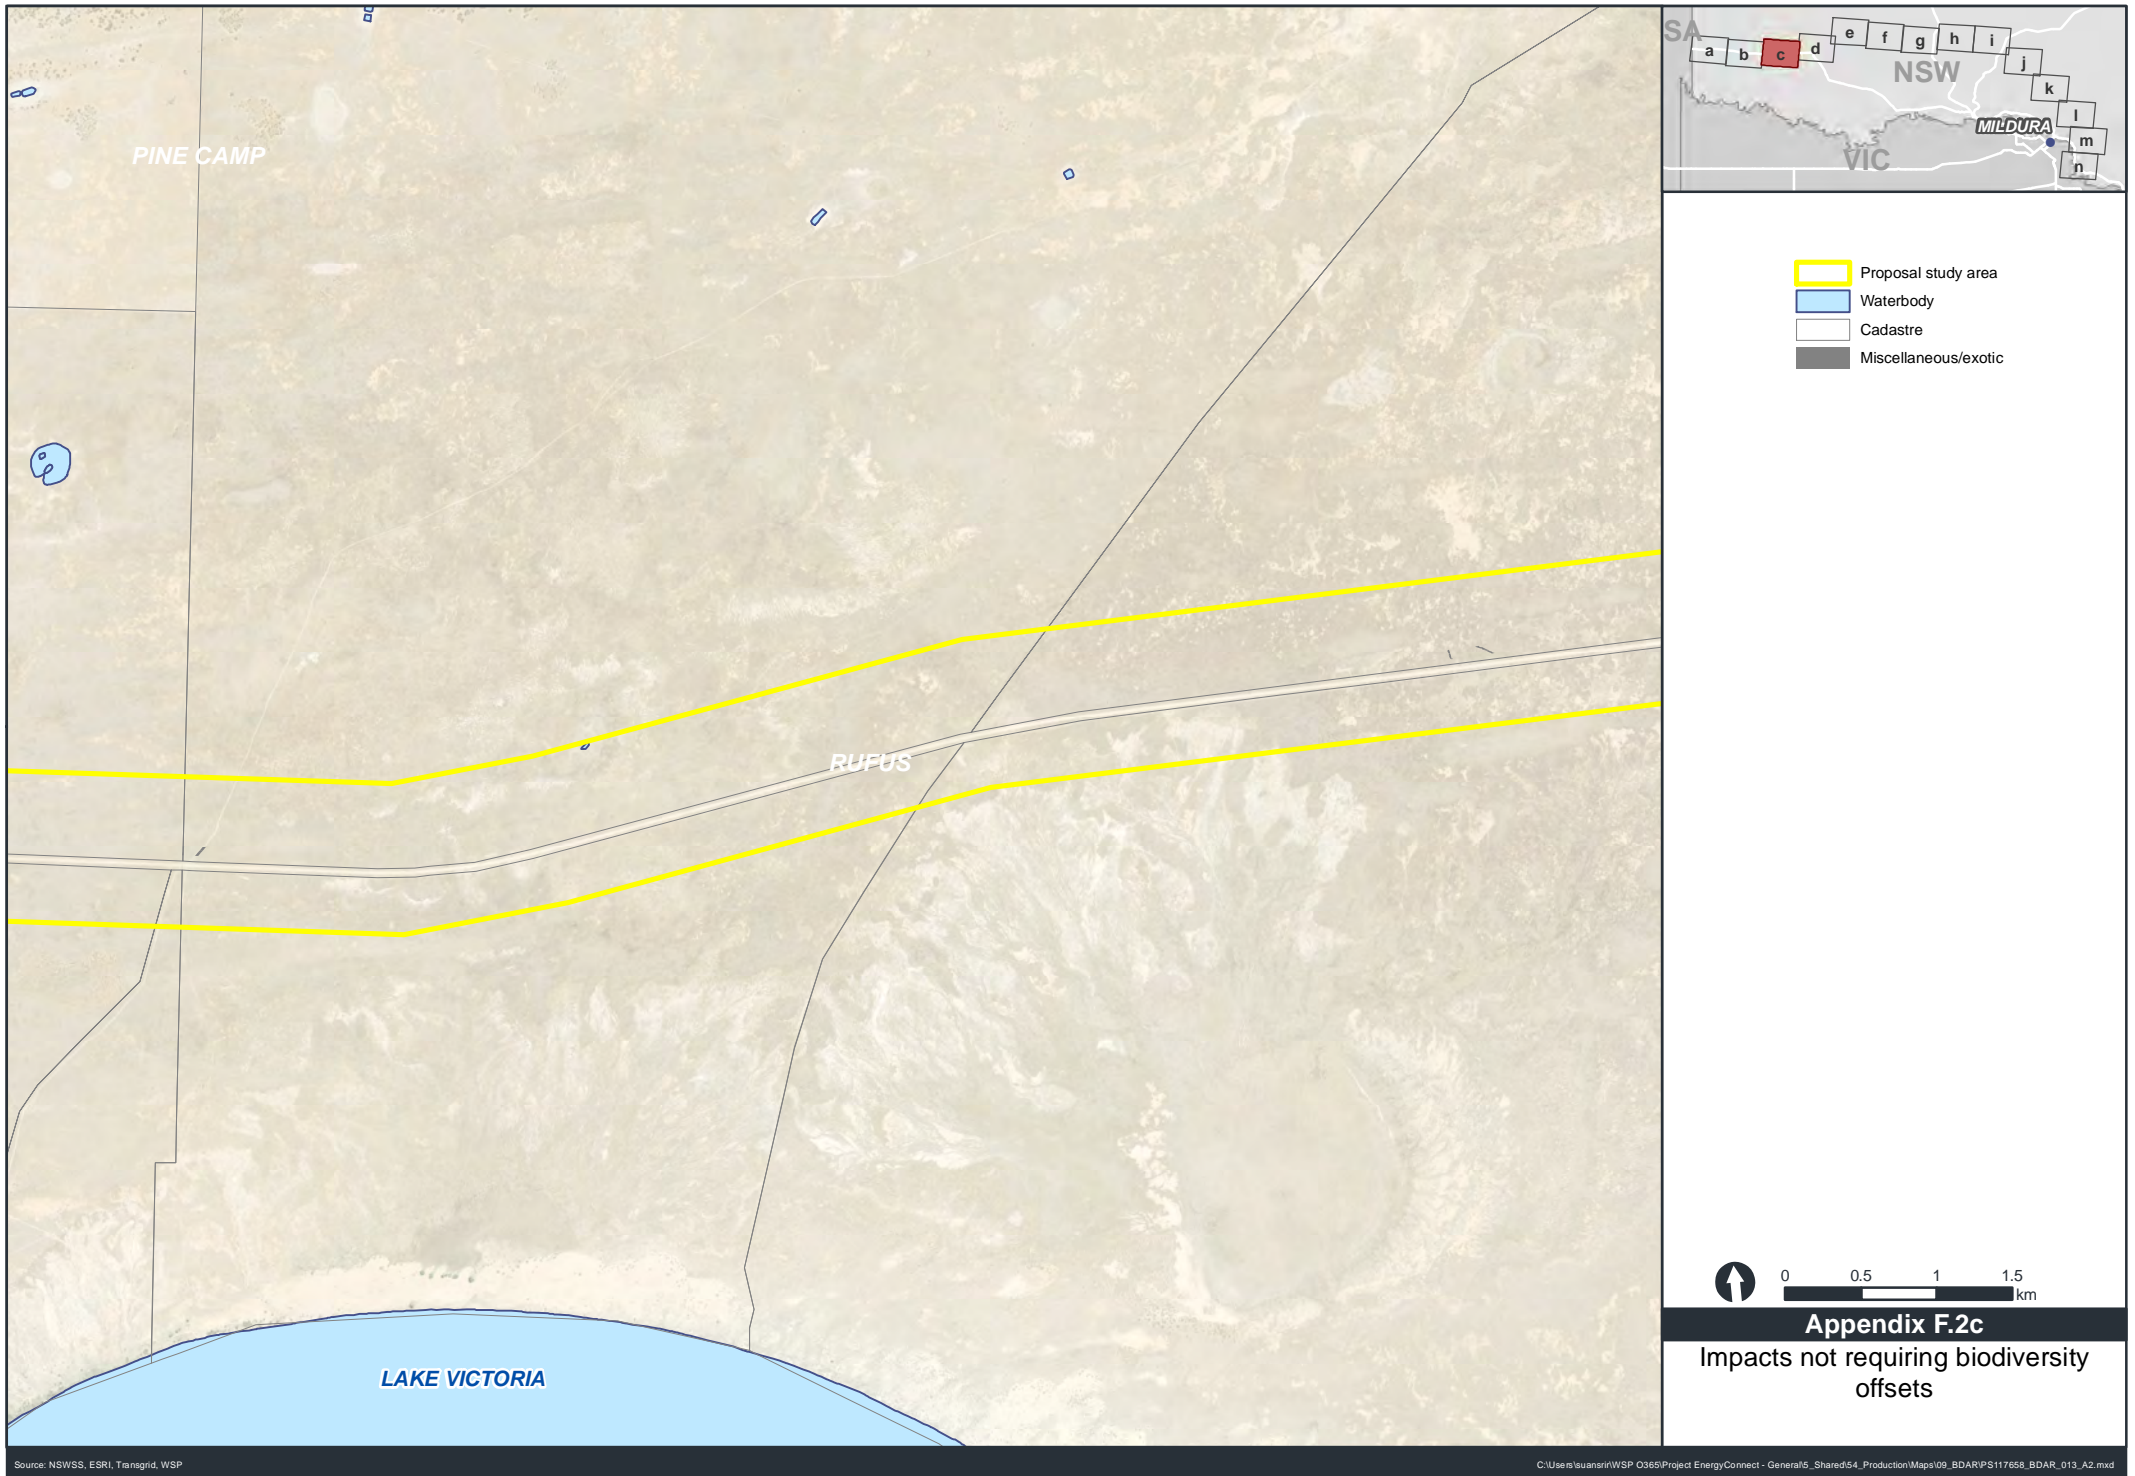 PINE CAMP
RUFUS
LAKE VICTORIA
SA
a
b
c
d
e
f
g
h
i
j
k
l
m
n
NSW
MILDURA
VIC
Proposal study area
Waterbody
Cadastre
Miscellaneous/exotic
0 0.5 1 1.5
km
Appendix F.2c
Impacts not requiring biodiversity
offsets
Source: NSWSS, ESRI, Transgrid, WSP
C:\Users\suansrir\WSP O365\Project EnergyConnect - General\5_Shared\54_Production\Maps\09_BDAR\PS117658_BDAR_013_A2.mxd